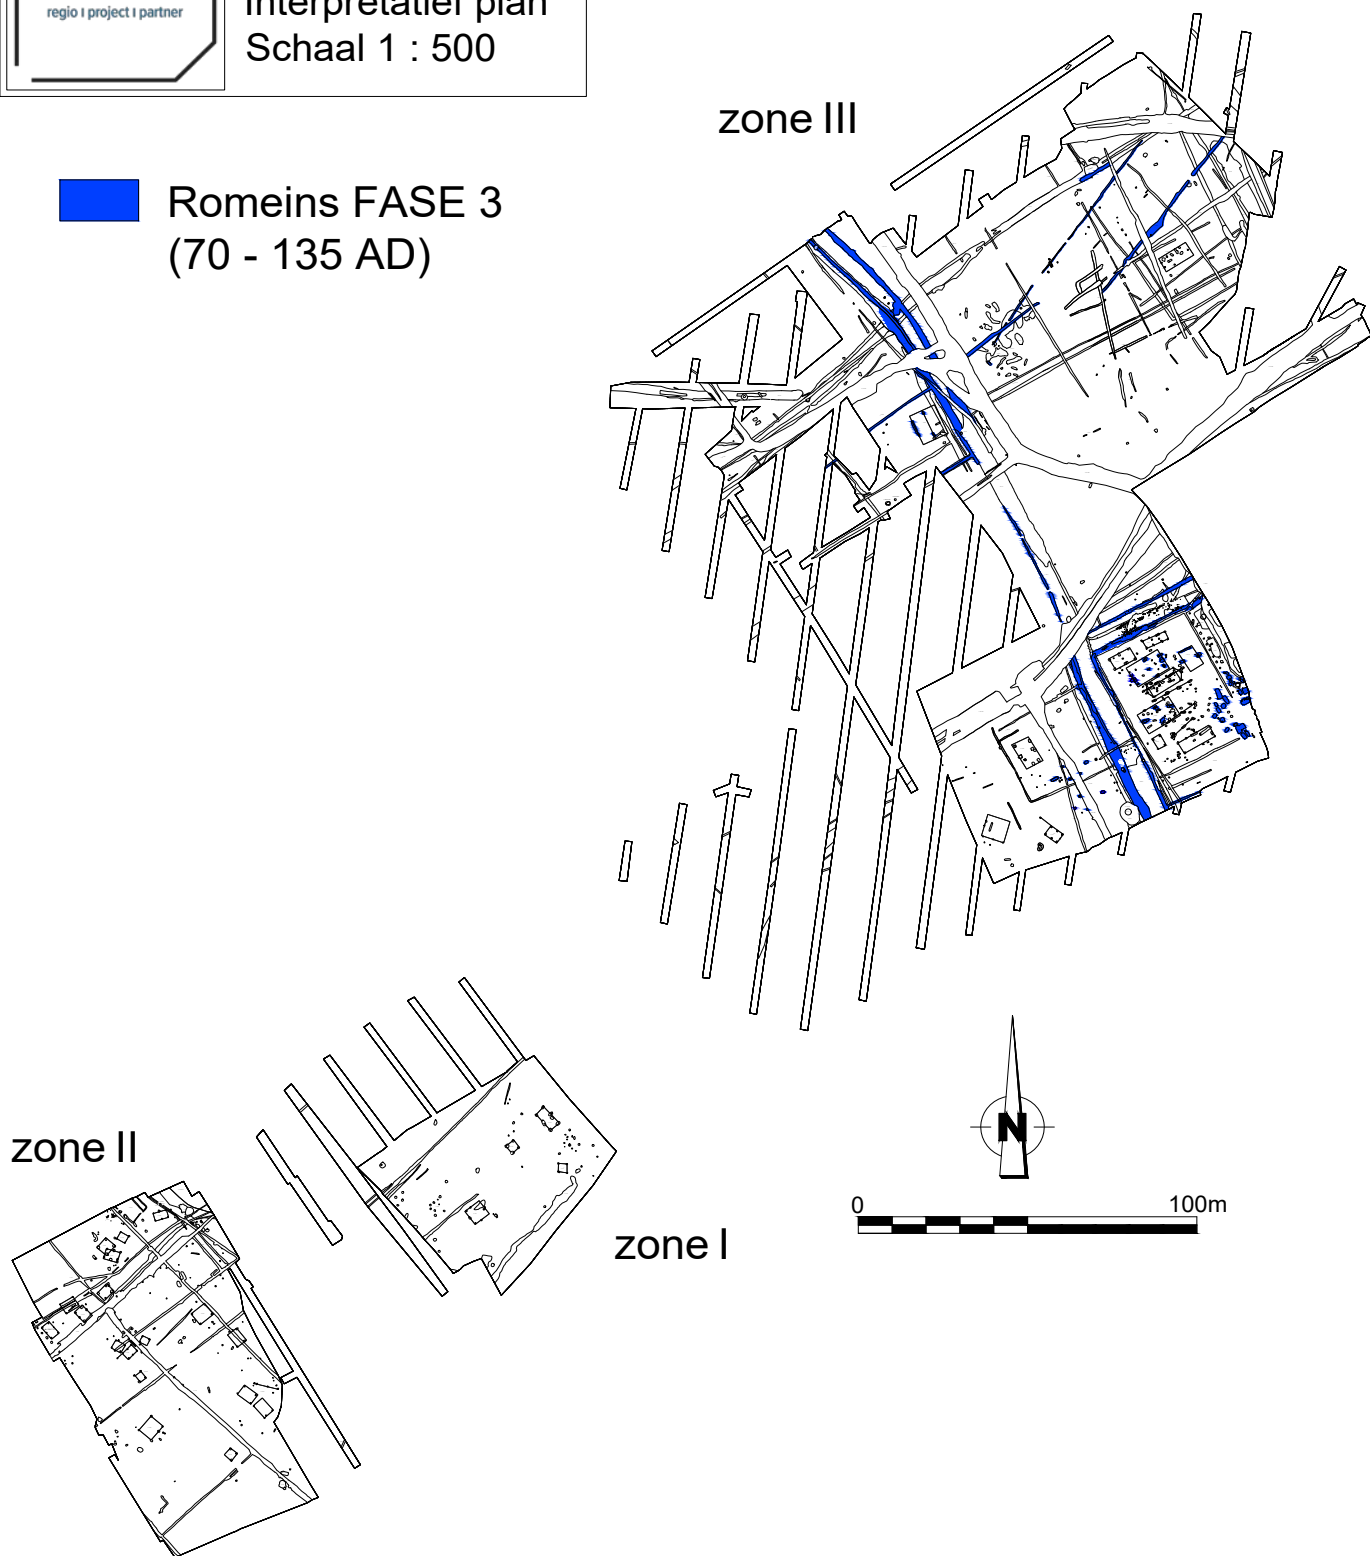 regio ı project ı partner
Interpretatief plan
Schaal 1 : 500
zone III
Romeins FASE 3
(70 - 135 AD)
zone II
N
0 100m
zone I